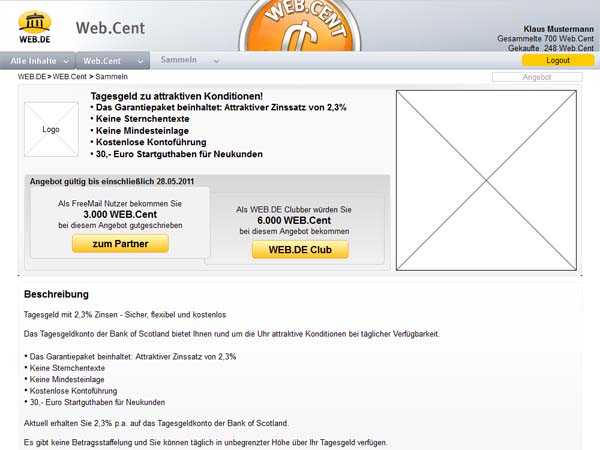 WEB.CENT
WEB.DE
Web.Cent
Klaus Mustermann
Gesammelte 700 Web.Cent
Gekaufte 248 Web.Cent
Alle Inhalte
Web.Cent
Sammeln
Logout
WEB.DE > WEB.Cent > Sammeln
Angebot
Logo
Tagesgeld zu attraktiven Konditionen!
• Das Garantiepaket beinhaltet: Attraktiver Zinssatz von 2,3%
• Keine Sternchentexte
• Keine Mindesteinlage
• Kostenlose Kontoführung
• 30,- Euro Startguthaben für Neukunden
Angebot gültig bis einschließlich 28.05.2011
Als FreeMail Nutzer bekommen Sie
3.000 WEB.Cent
bei diesem Angebot gutgeschrieben
zum Partner
Als WEB.DE Clubber würden Sie
6.000 WEB.Cent
bei diesem Angebot bekommen
WEB.DE Club
Beschreibung
Tagesgeld mit 2,3% Zinsen - Sicher, flexibel und kostenlos
Das Tagesgeldkonto der Bank of Scotland bietet Ihnen rund um die Uhr attraktive Konditionen bei täglicher Verfügbarkeit.
• Das Garantiepaket beinhaltet: Attraktiver Zinssatz von 2,3%
• Keine Sternchentexte
• Keine Mindesteinlage
• Kostenlose Kontoführung
• 30,- Euro Startguthaben für Neukunden
Aktuell erhalten Sie 2,3% p.a. auf das Tagesgeldkonto der Bank of Scotland.
Es gibt keine Betragsstaffelung und Sie können täglich in unbegrenzter Höhe über Ihr Tagesgeld verfügen.